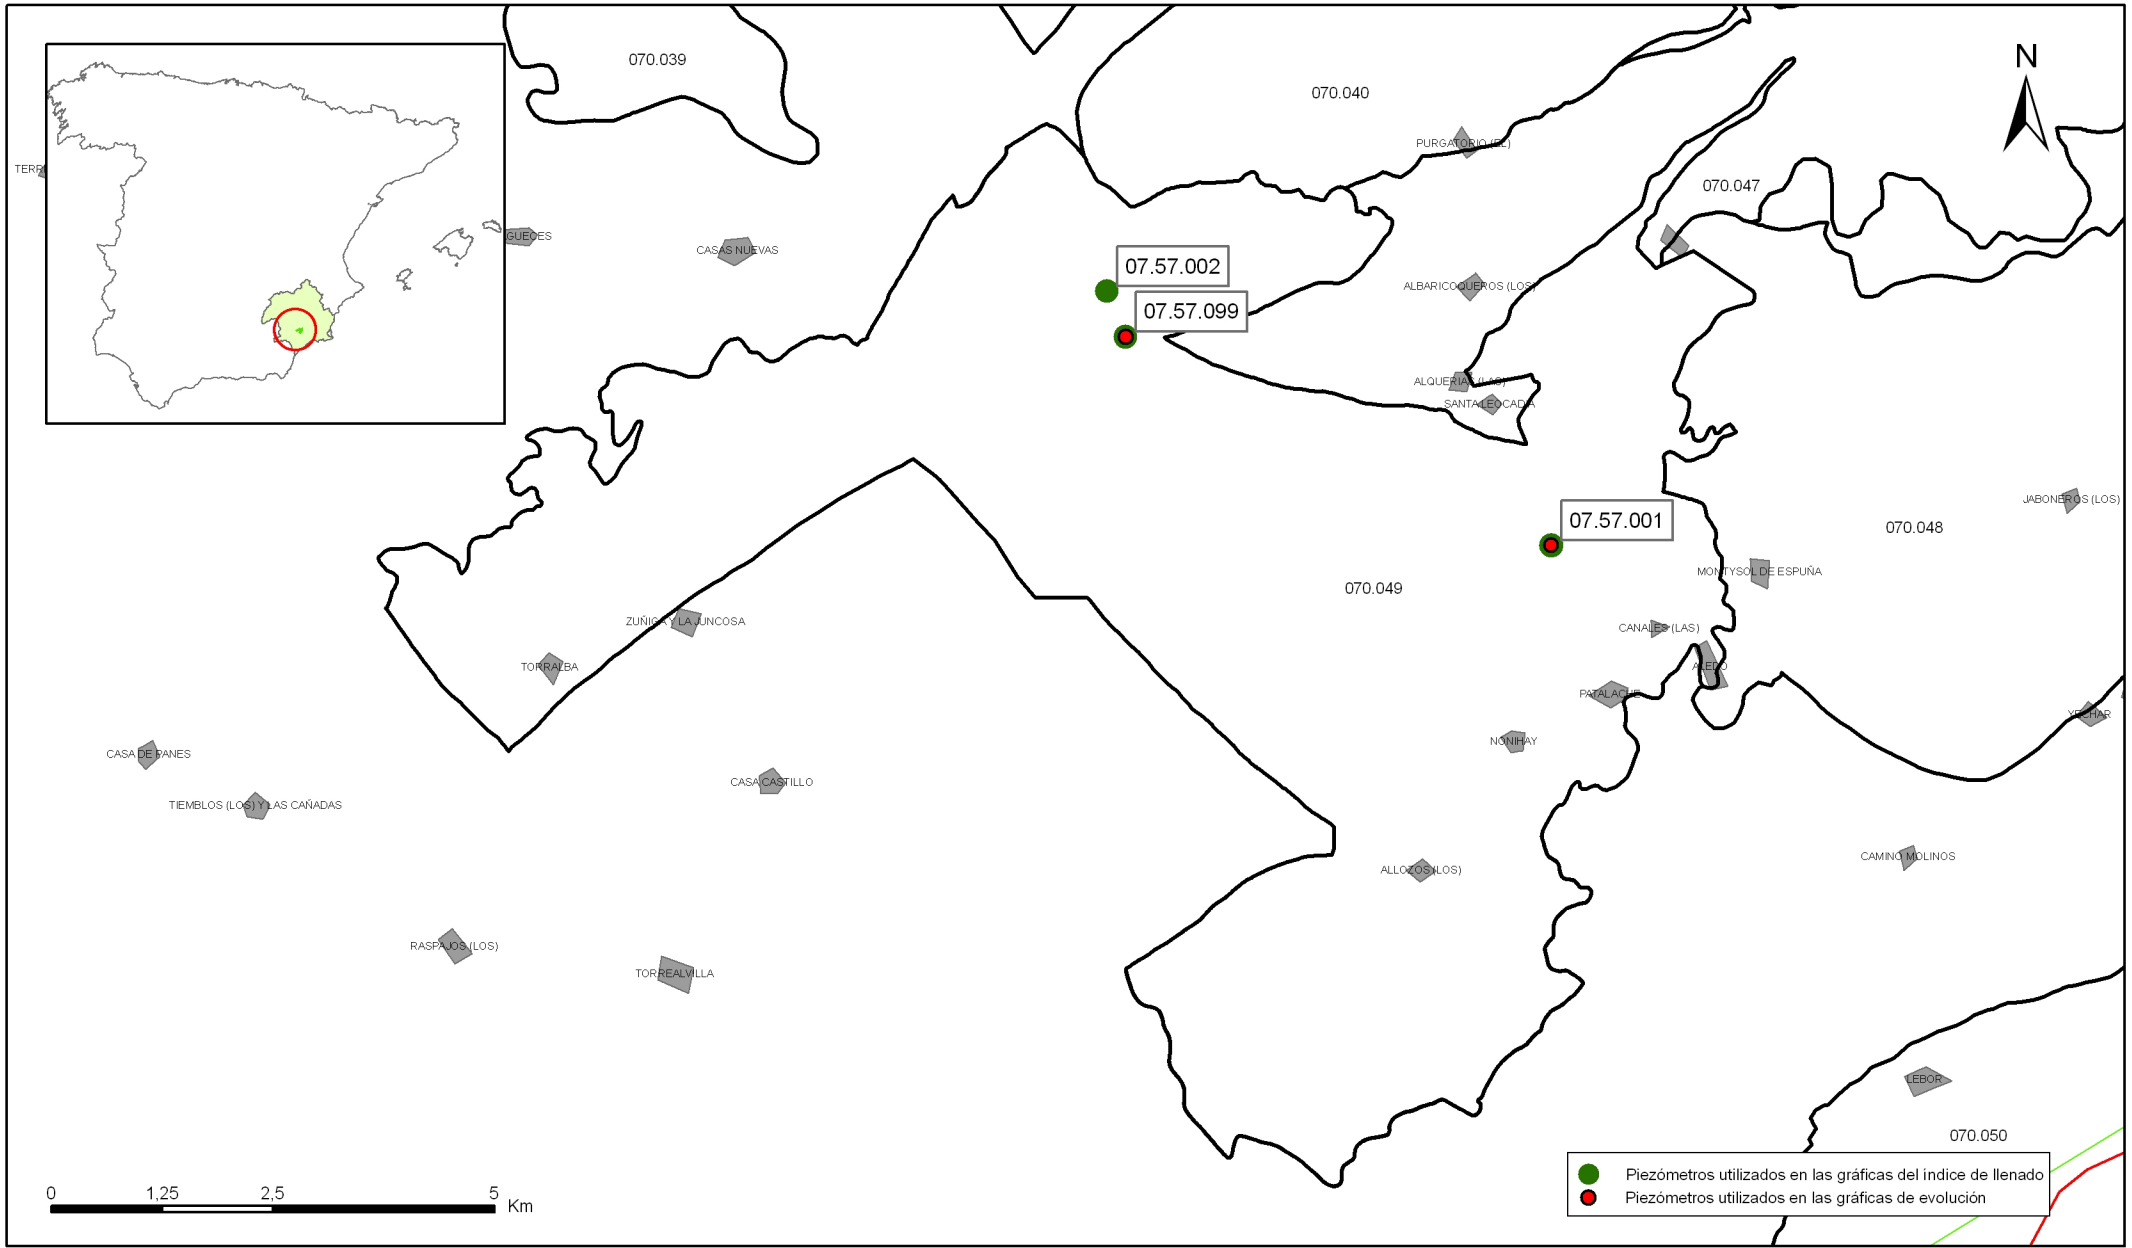 070.039
N
070.040
PURGATORIO (EL)
TERR
070.047
GUECES
CASAS NUEVAS
07.57.002
ALBARICOQUEROS (LOS)
07.57.099
ALQUERIAS (LAS)
SANTA LEOCADIA
JABONEROS (LOS)
07.57.001
070.048
MONTYSOL DE ESPUÑA
070.049
ZUÑIGA Y LA JUNCOSA
CANALES (LAS)
TORRALBA
ALEDO
PATALACHE
YECHAR
NONIHAY
CASA DE PANES
CASA CASTILLO
TIEMBLOS (LOS) Y LAS CAÑADAS
CAMINO MOLINOS
ALLOZOS (LOS)
RASPAJOS (LOS)
TORREALVILLA
LEBOR
070.050
Piezómetros utilizados en las gráficas del índice de llenado
Piezómetros utilizados en las gráficas de evolución
0 1,25 2,5 5
Km